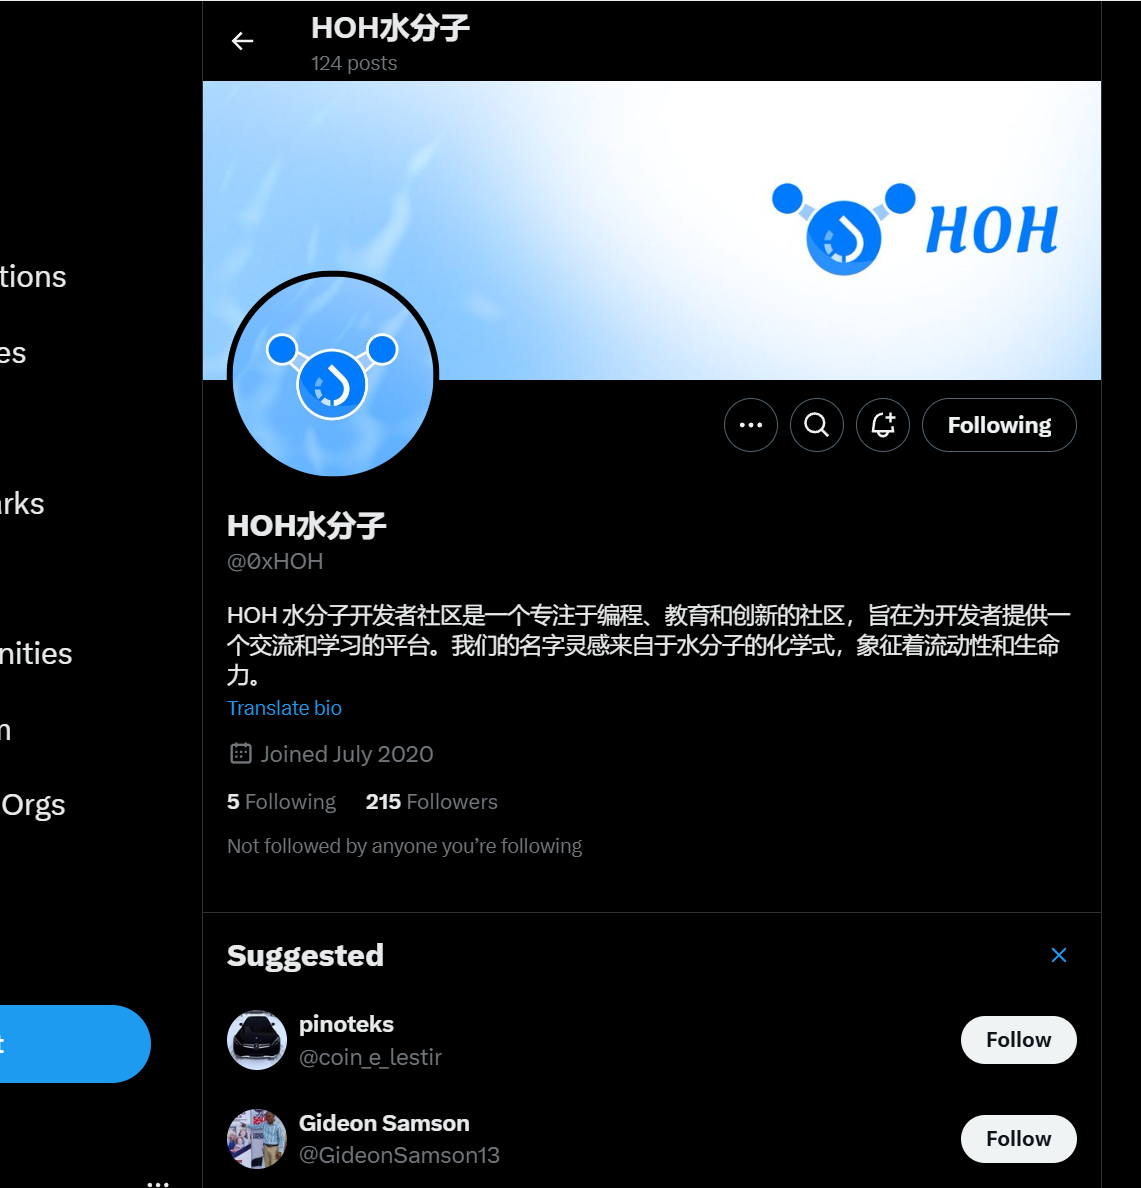 HOH水分子
124 posts
HOH
tions
es
Following
arks
HOH水分子
@0xHOH
HOH 水分子开发者社区是一个专注于编程、教育和创新的社区，旨在为开发者提供一
个交流和学习的平台。我们的名字灵感来自于水分子的化学式，象征着流动性和生命
力。
nities
Translate bio
m
Joined July 2020
5 Following 215 Followers
Orgs
Not followed by anyone you’re following
Suggested
pinoteks
@coin_e_lestir
Follow
t
Gideon Samson
@GideonSamson13
Follow